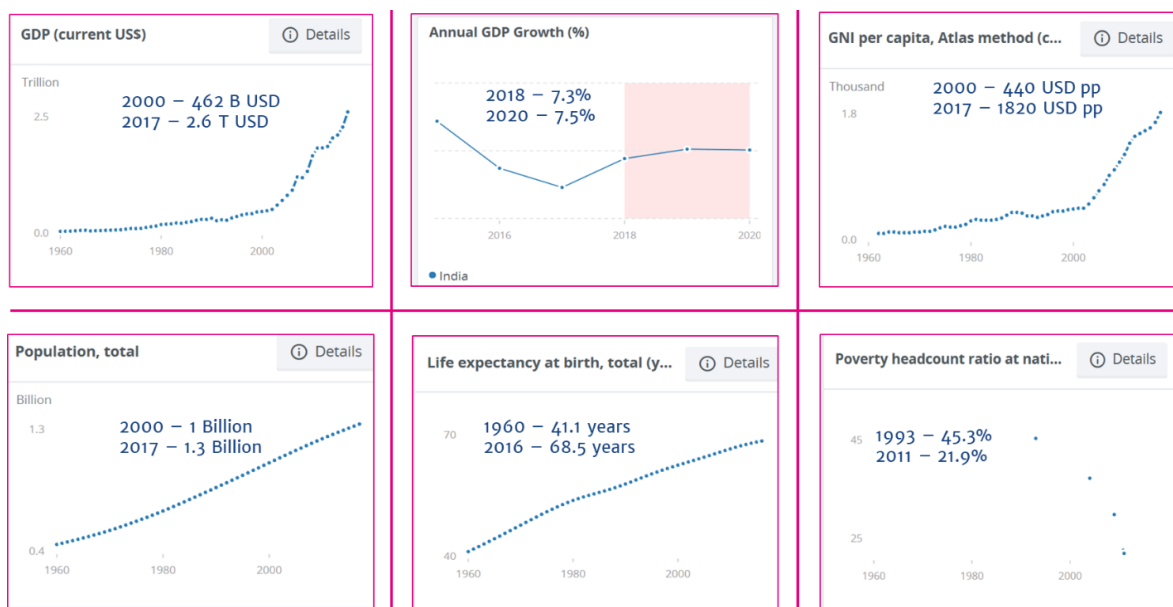 GDP (current US$)
Details
Trillion
2000 – 462 B USD
2017 – 2.6 T USD
2.5
0.0
1960
1980
2000
Annual GDP Growth (%)
2018 – 7.3%
2020 – 7.5%
2016
2018
2020
India
GNI per capita, Atlas method (c...
Details
Thousand
2000 – 440 USD pp
2017 – 1820 USD pp
1.8
0.0
1960
1980
2000
Population, total
Details
Billion
2000 – 1 Billion
2017 – 1.3 Billion
1.3
0.4
1960
1980
2000
Life expectancy at birth, total (y...
Details
1960 – 41.1 years
2016 – 68.5 years
70
40
1960
1980
2000
Poverty headcount ratio at nati...
Details
1993 – 45.3%
2011 – 21.9%
45
25
1960
1980
2000